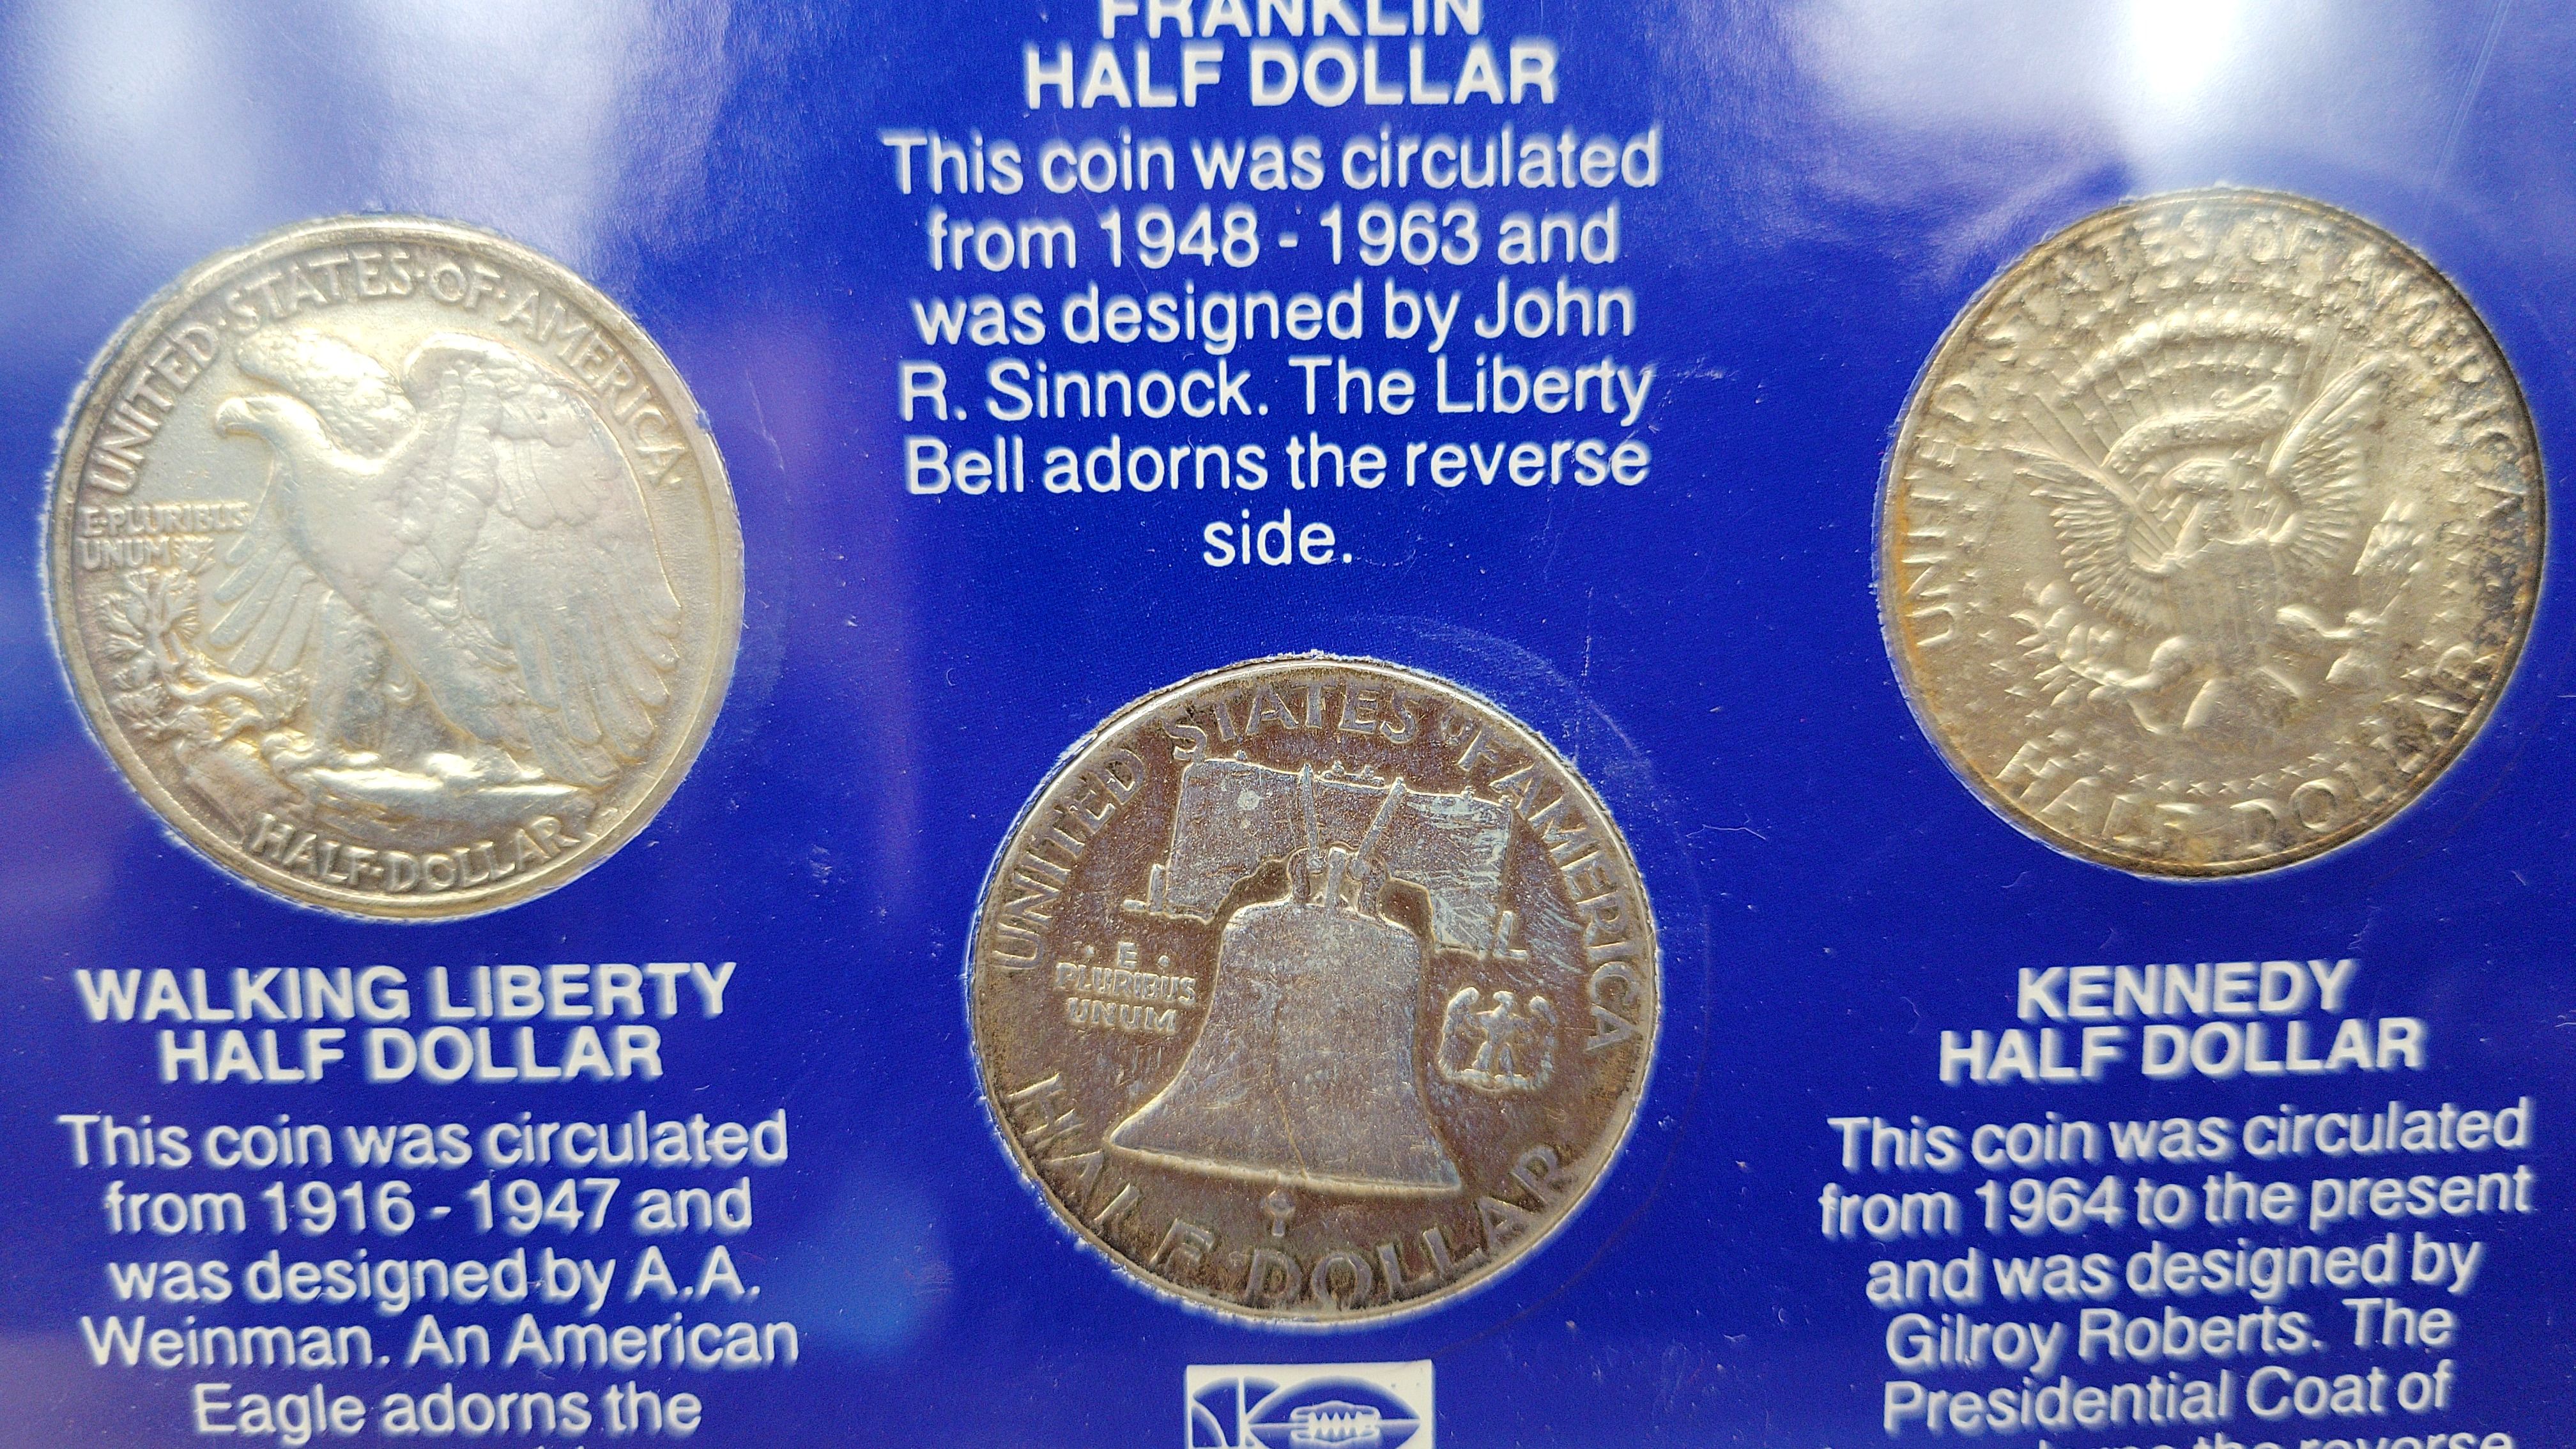 FRANKLIN
HALF DOLLAR
This coin was circulated
from 1948 - 1963 and
was designed by John
R. Sinnock. The Liberty
Bell adorns the reverse
side.
UNITED·STATES·OF·AMERICA·
E·PLURIBUS
UNUM
HALF·DOLLAR
WALKING LIBERTY
HALF DOLLAR
This coin was circulated
from 1916 - 1947 and
was designed by A.A.
Weinman. An American
Eagle adorns the
UNITED STATES OF AMERICA
· E ·
PLURIBUS
UNUM
HALF·DOLLAR
UNITED STATES OF AMERICA
HALF DOLLAR
KENNEDY
HALF DOLLAR
This coin was circulated
from 1964 to the present
and was designed by
Gilroy Roberts. The
Presidential Coat of
the reverse